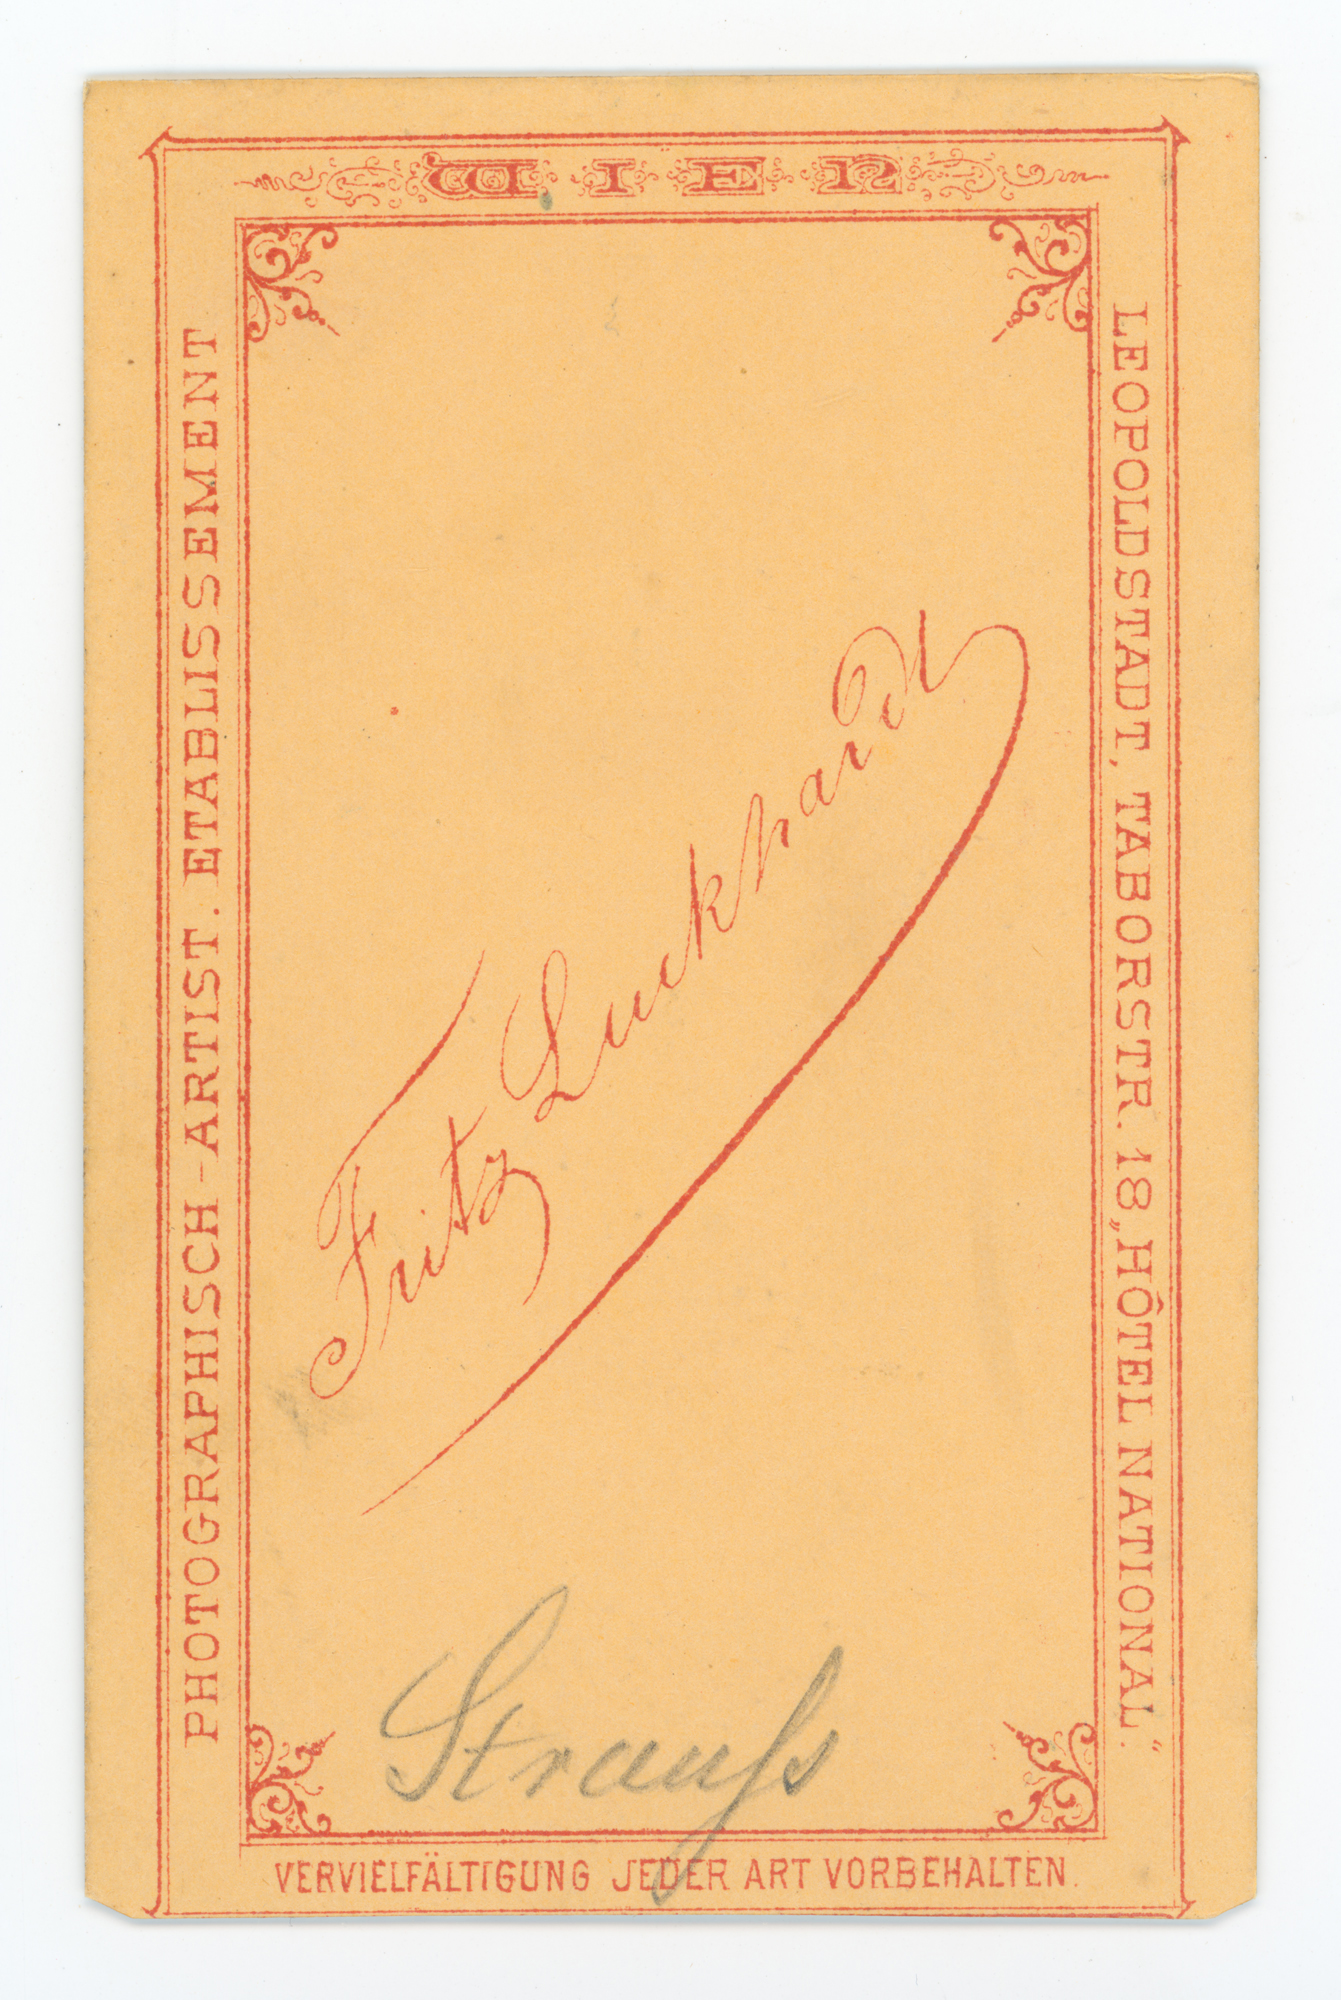 WIEN
PHOTOGRAPHISCH-ARTIST. ETABLISSEMENT
LEOPOLDSTADT, TABORSTR. 18, „HÔTEL NATIONAL.“
Fritz Luckhardt
Strauſs
VERVIELFÄLTIGUNG JEDER ART VORBEHALTEN.